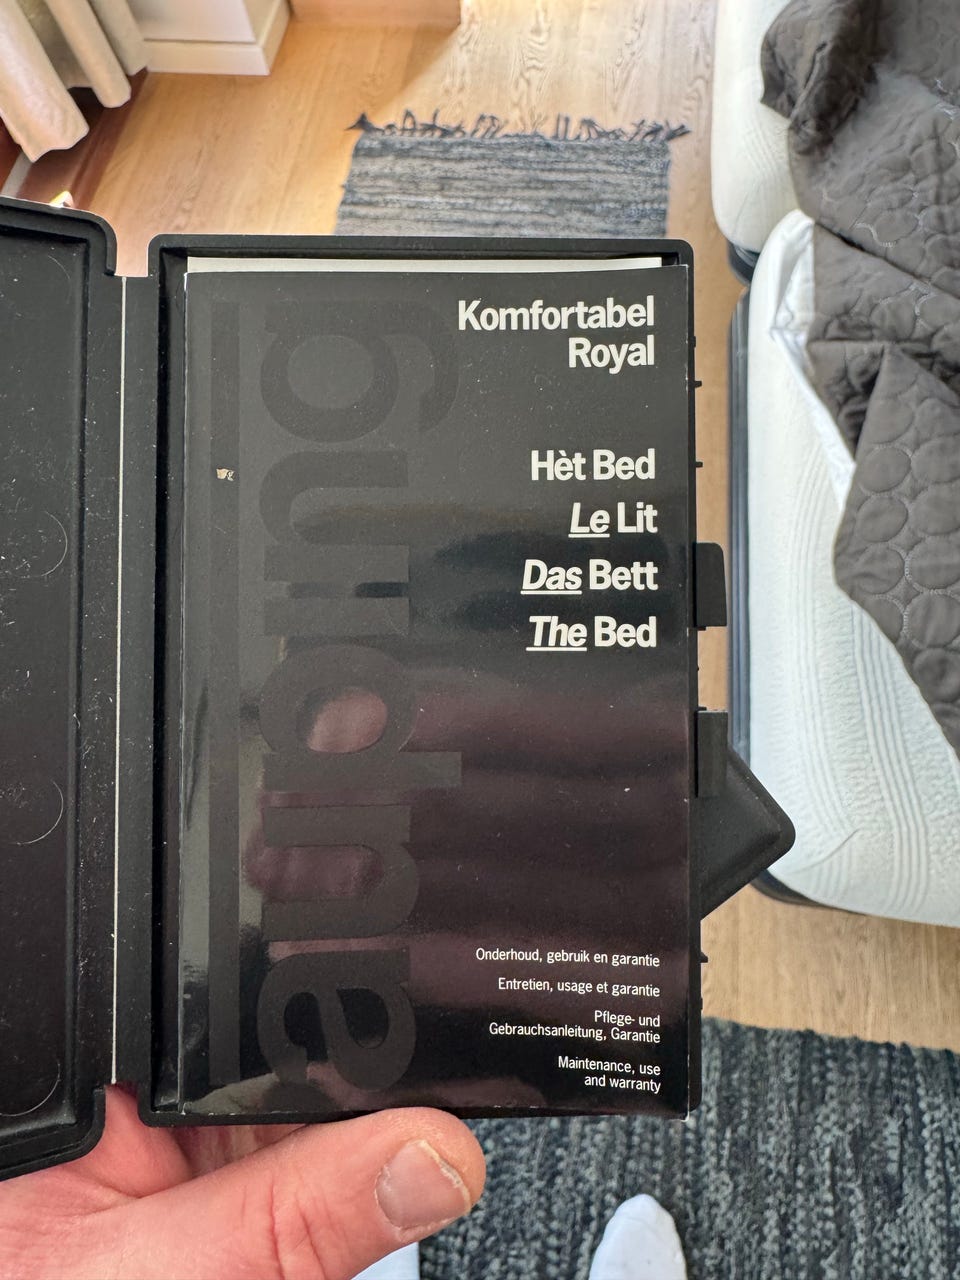 auping
Komfortabel
Royal
Hèt Bed
Le Lit
Das Bett
The Bed
Onderhoud, gebruik en garantie
Entretien, usage et garantie
Pflege- und
Gebrauchsanleitung, Garantie
Maintenance, use
and warranty